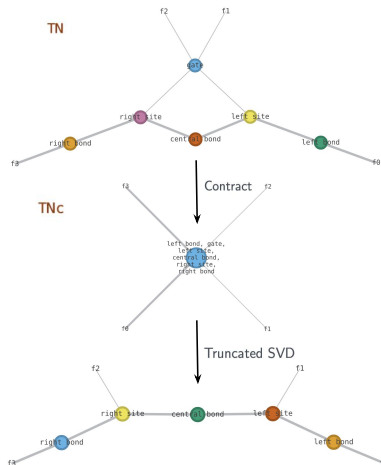 f2
f1
TN
gate
right site
left site
central bond
right bond
left bond
f3
f0
Contract
TNc
f3
f2
left bond, gate,
left site,
central bond,
right site,
right bond
f0
f1
Truncated SVD
f2
f1
right site
central bond
left site
right bond
left bond
f3